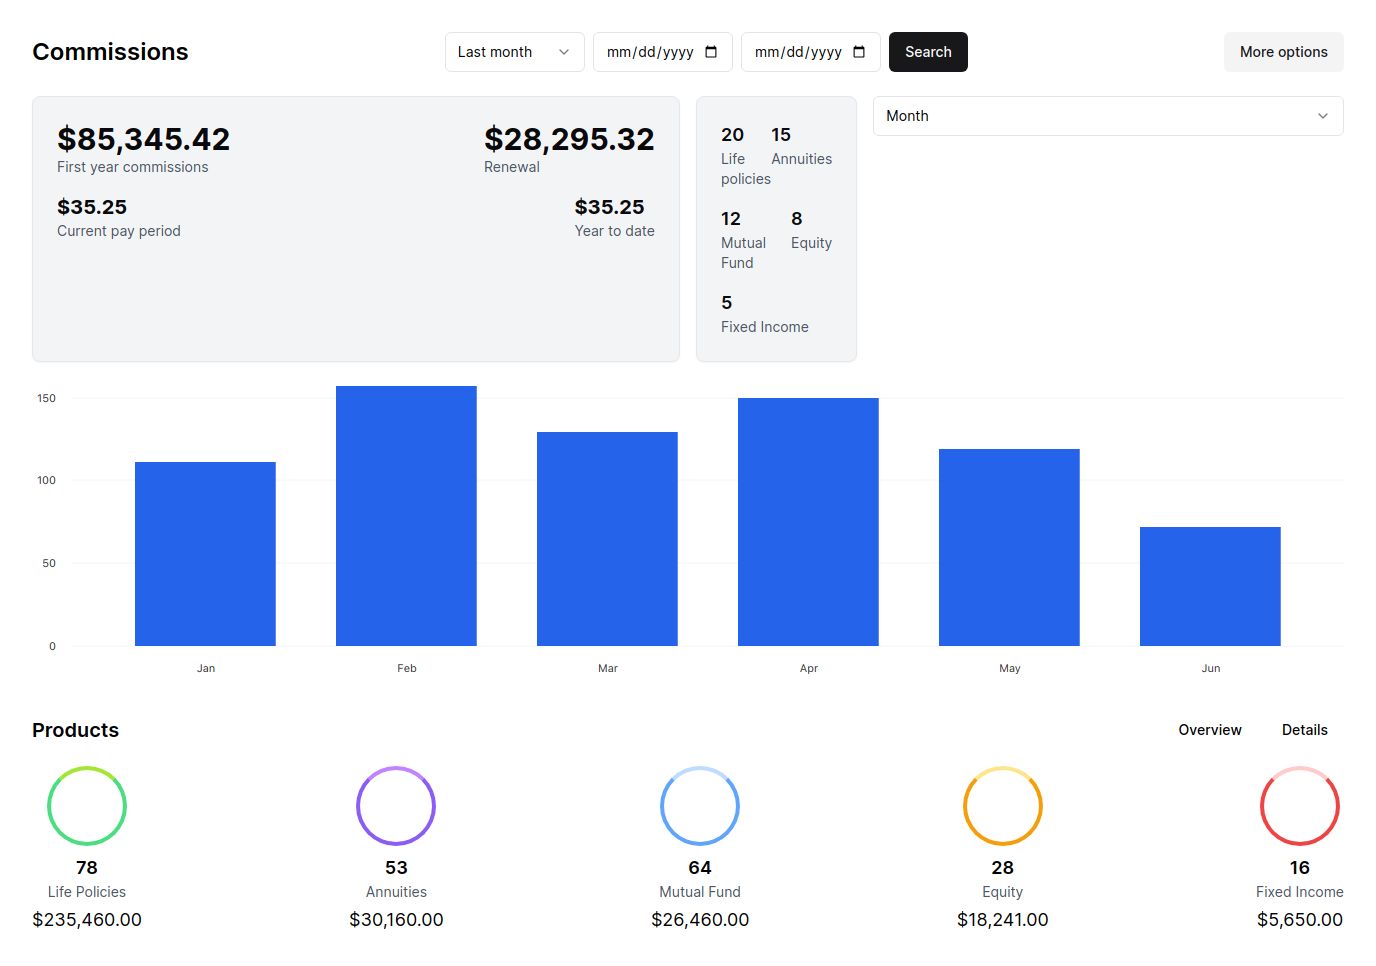 Commissions
Last month
mm/dd/yyyy
mm/dd/yyyy
Search
More options
$85,345.42
First year commissions
$28,295.32
Renewal
$35.25
Current pay period
$35.25
Year to date
20
Life
policies
15
Annuities
12
Mutual
Fund
8
Equity
5
Fixed Income
Month
150
100
50
0
Jan
Feb
Mar
Apr
May
Jun
Products
Overview
Details
78
Life Policies
$235,460.00
53
Annuities
$30,160.00
64
Mutual Fund
$26,460.00
28
Equity
$18,241.00
16
Fixed Income
$5,650.00